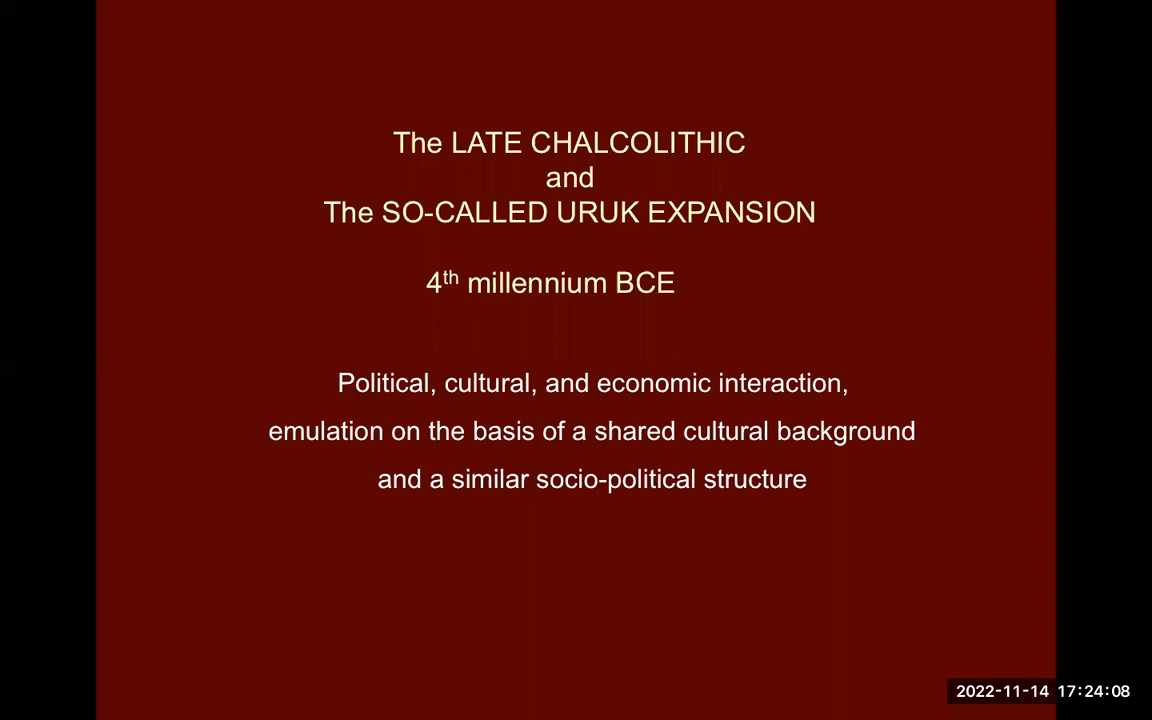 The LATE CHALCOLITHIC
and
The SO-CALLED URUK EXPANSION
4th millennium BCE
Political, cultural, and economic interaction,
emulation on the basis of a shared cultural background
and a similar socio-political structure
2022-11-14 17:24:08